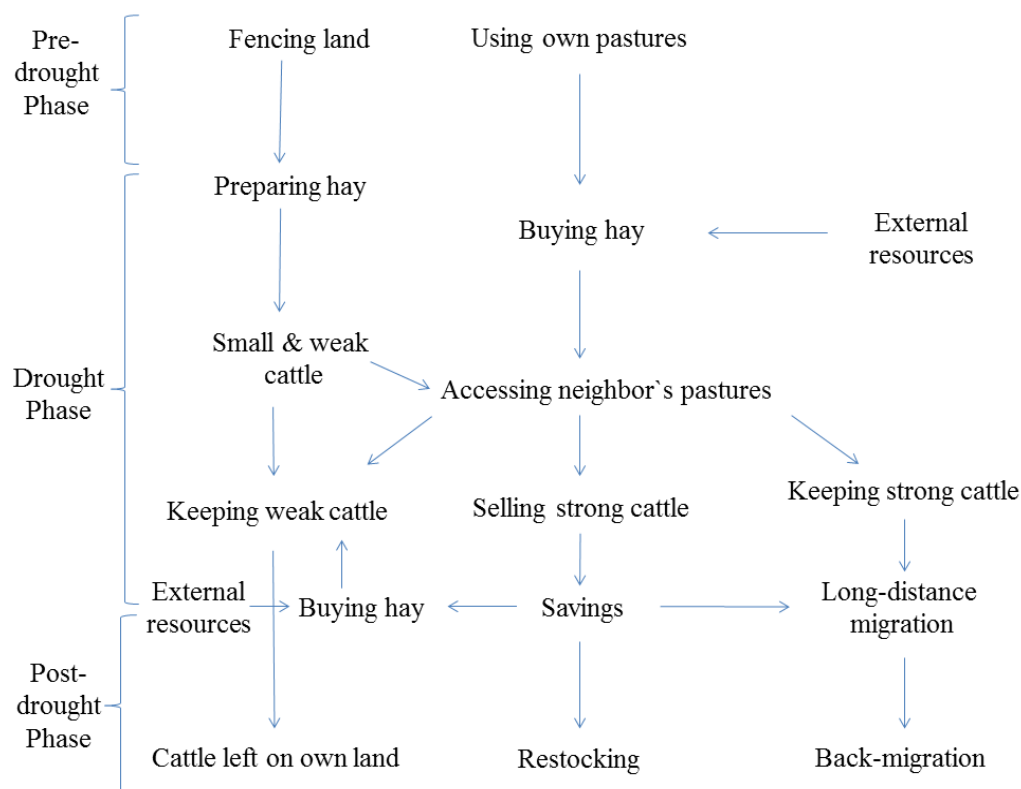 Pre-
drought
Phase
Fencing land
Using own pastures
Preparing hay
Buying hay
External
resources
Drought
Phase
Small & weak
cattle
Accessing neighbor`s pastures
Keeping weak cattle
Selling strong cattle
Keeping strong cattle
External
resources
Buying hay
Savings
Long-distance
migration
Post-
drought
Phase
Cattle left on own land
Restocking
Back-migration